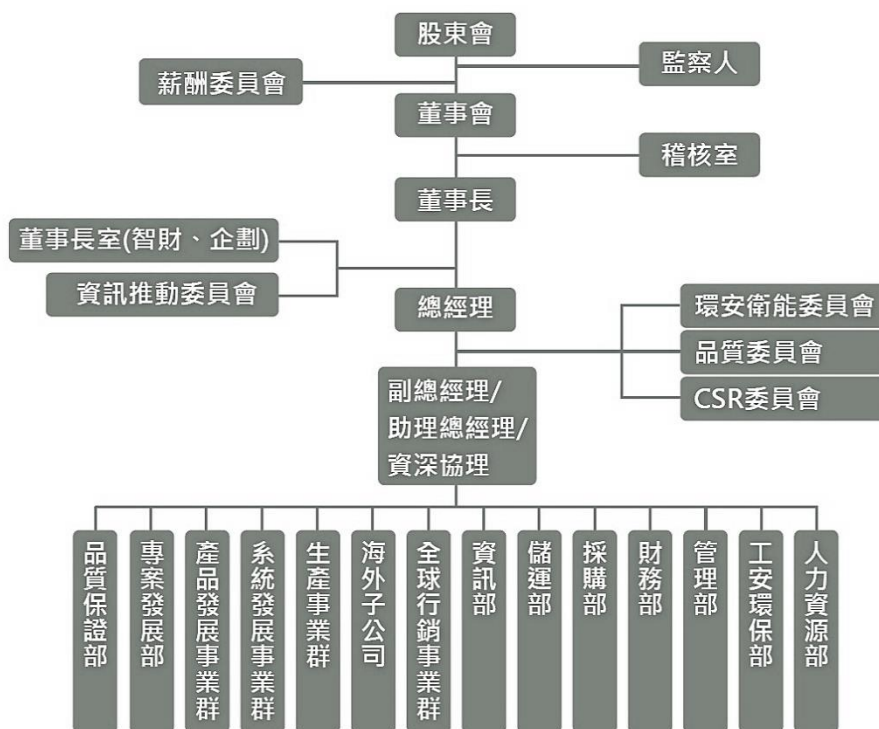 股東會
監察人
薪酬委員會
董事會
稽核室
董事長
董事長室(智財、企劃)
資訊推動委員會
總經理
環安衛能委員會
品質委員會
CSR委員會
副總經理/
助理總經理/
資深協理
品質保證部
專案發展部
產品發展事業群
系統發展事業群
生產事業群
海外子公司
全球行銷事業群
資訊部
儲運部
採購部
財務部
管理部
工安環保部
人力資源部